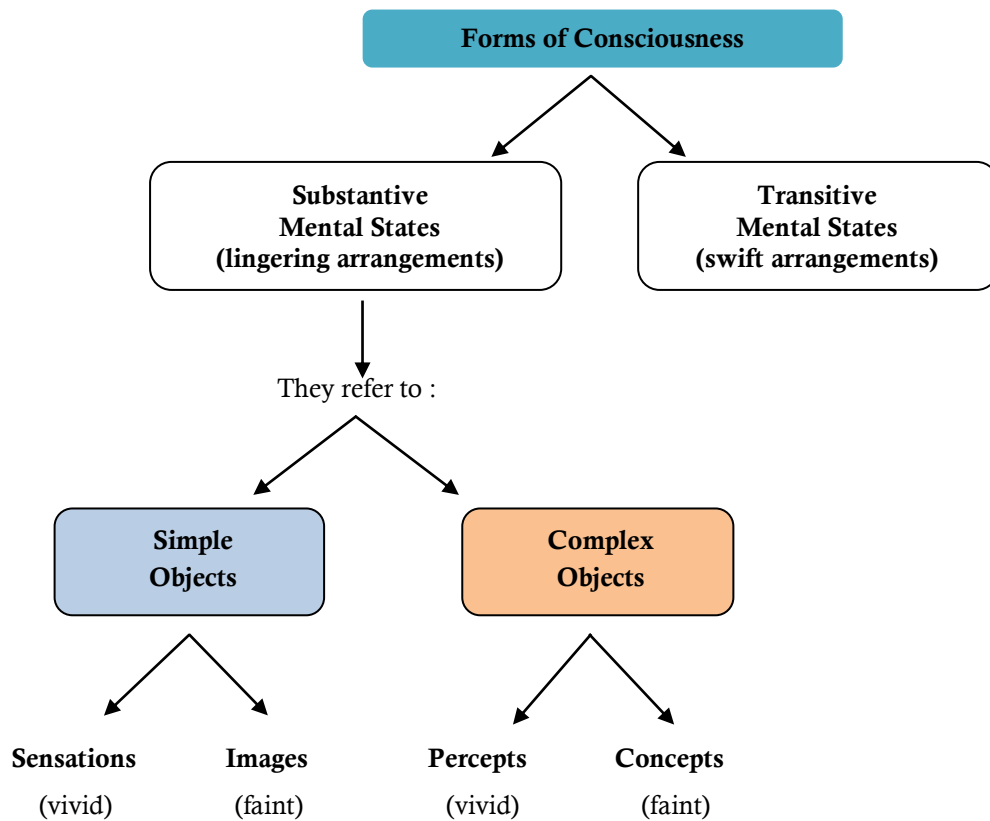 Forms of Consciousness
Substantive
Mental States
(lingering arrangements)
Transitive
Mental States
(swift arrangements)
They refer to :
Simple
Objects
Complex
Objects
Sensations
(vivid)
Images
(faint)
Percepts
(vivid)
Concepts
(faint)